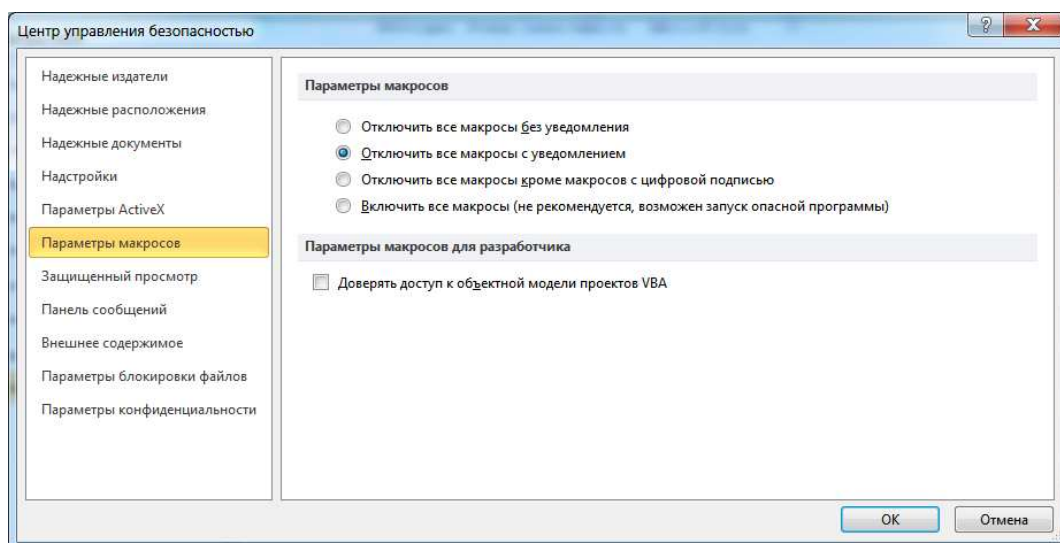 Центр управления безопасностью
Надежные издатели
Надежные расположения
Надежные документы
Надстройки
Параметры ActiveX
Параметры макросов
Защищенный просмотр
Панель сообщений
Внешнее содержимое
Параметры блокировки файлов
Параметры конфиденциальности
Параметры макросов
Отключить все макросы без уведомления
Отключить все макросы с уведомлением
Отключить все макросы кроме макросов с цифровой подписью
Включить все макросы (не рекомендуется, возможен запуск опасной программы)
Параметры макросов для разработчика
Доверять доступ к объектной модели проектов VBA
ОК Отмена